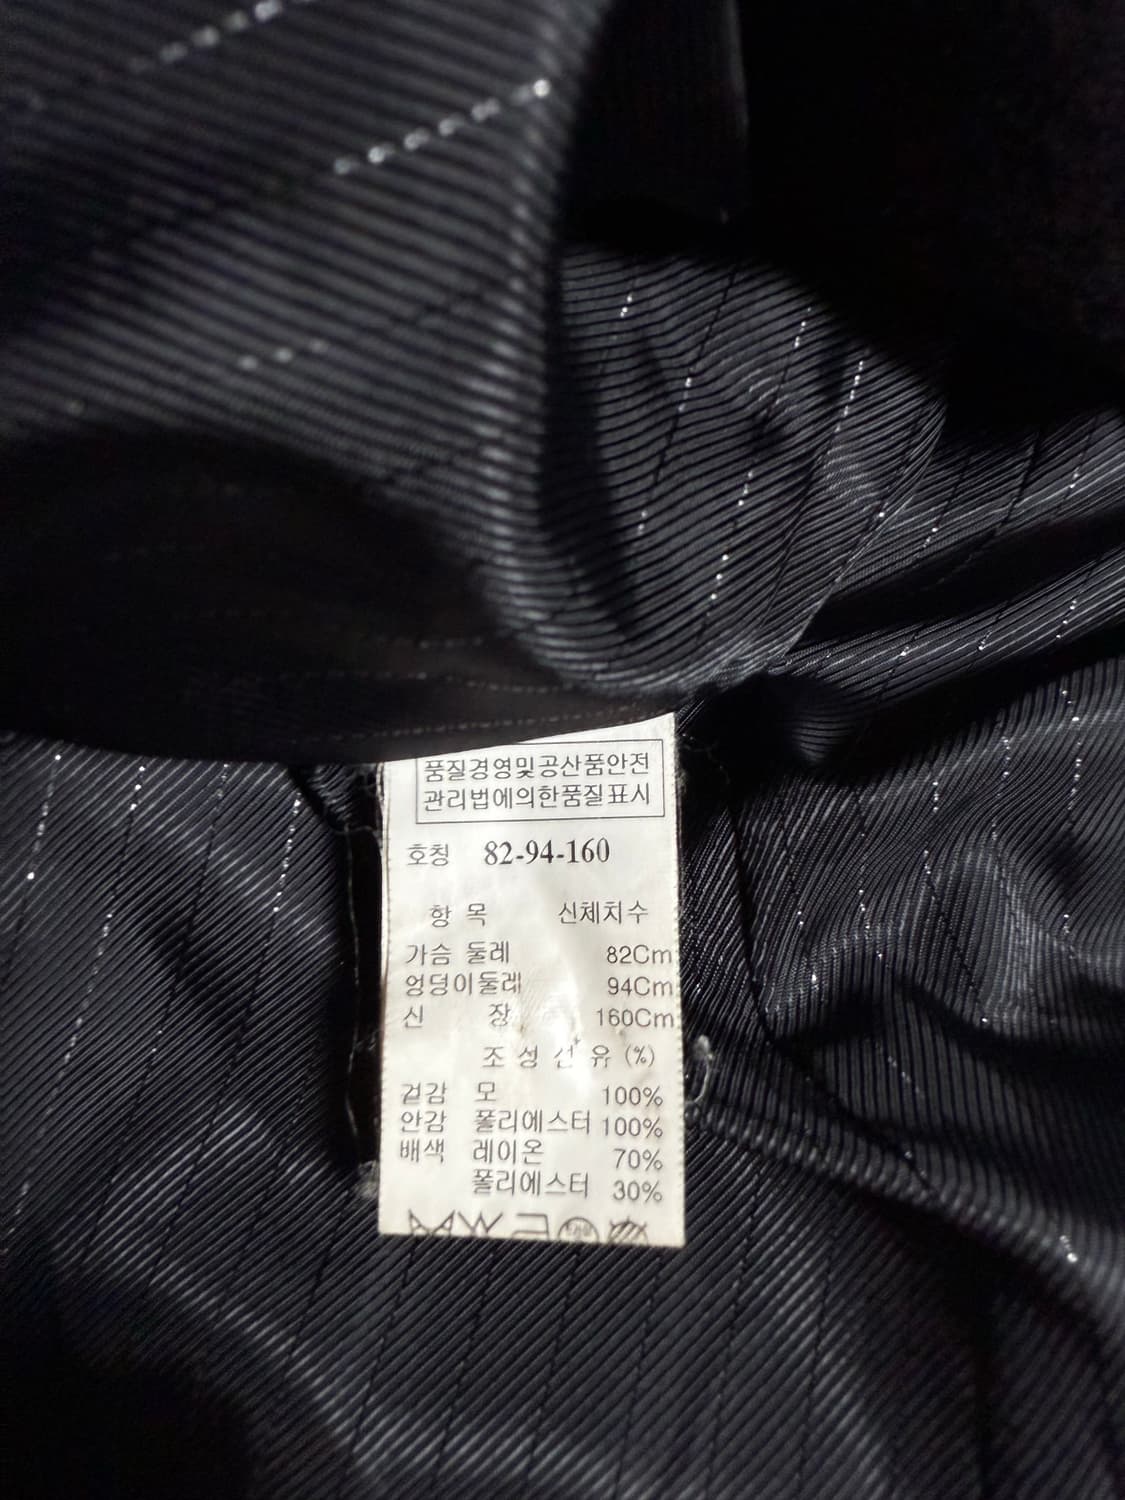 품질경영및공산품안전
관리법에의한품질표시
호칭 82-94-160
항 목 신체치수
가슴 둘레 82Cm
엉덩이둘레 94Cm
신 장 160Cm
조 성 섬 유 (%)
겉감 모 100%
안감 폴리에스터 100%
배색 레이온 70%
폴리에스터 30%